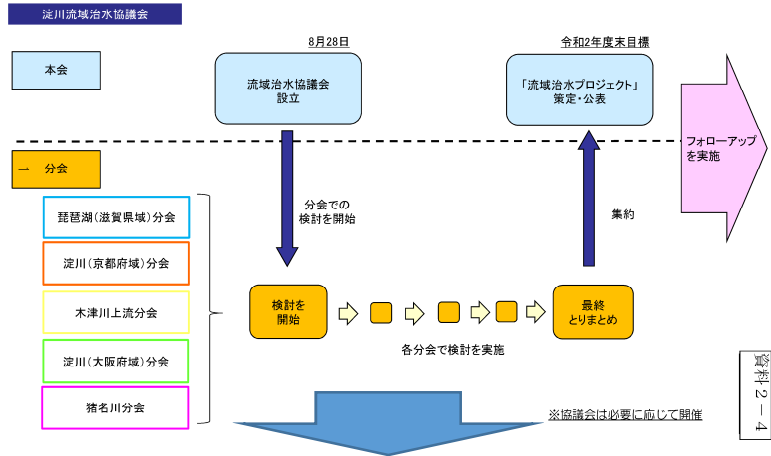 淀川流域治水協議会
8月28日
令和2年度末目標
本会
流域治水協議会
設立
「流域治水プロジェクト」
策定・公表
フォローアップ
を実施
分会
琵琶湖(滋賀県域)分会
淀川(京都府域)分会
木津川上流分会
淀川(大阪府域)分会
猪名川分会
分会での
検討を開始
集約
検討を
開始
最終
とりまとめ
各分会で検討を実施
※協議会は必要に応じて開催
資料2-4